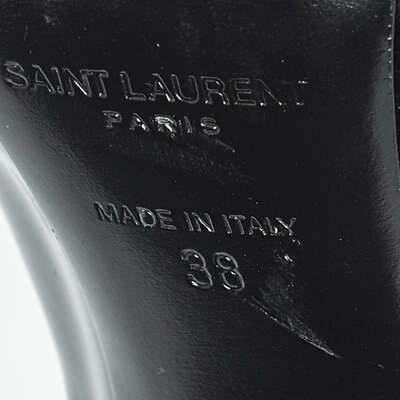 SAINT LAURENT
PARIS
MADE IN ITALY
38